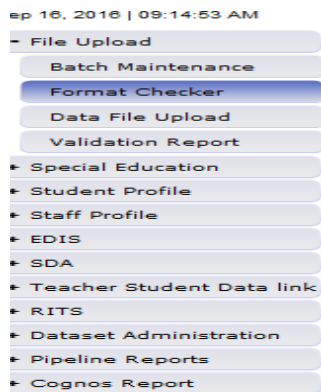 ep 16, 2016 | 09:14:53 AM
- File Upload
Batch Maintenance
Format Checker
Data File Upload
Validation Report
+ Special Education
+ Student Profile
+ Staff Profile
+ EDIS
+ SDA
+ Teacher Student Data link
+ RITS
+ Dataset Administration
+ Pipeline Reports
+ Cognos Report